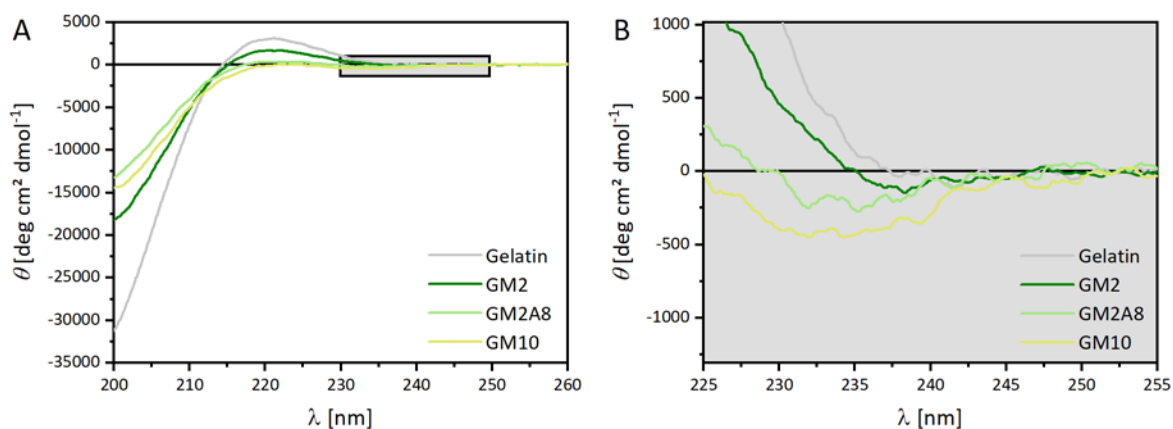 A
θ [deg cm² dmol⁻¹]
5000
0
-5000
-10000
-15000
-20000
-25000
-30000
-35000
Gelatin
GM2
GM2A8
GM10
200 210 220 230 240 250 260
λ [nm]
B
θ [deg cm² dmol⁻¹]
1000
500
0
-500
-1000
Gelatin
GM2
GM2A8
GM10
225 230 235 240 245 250 255
λ [nm]